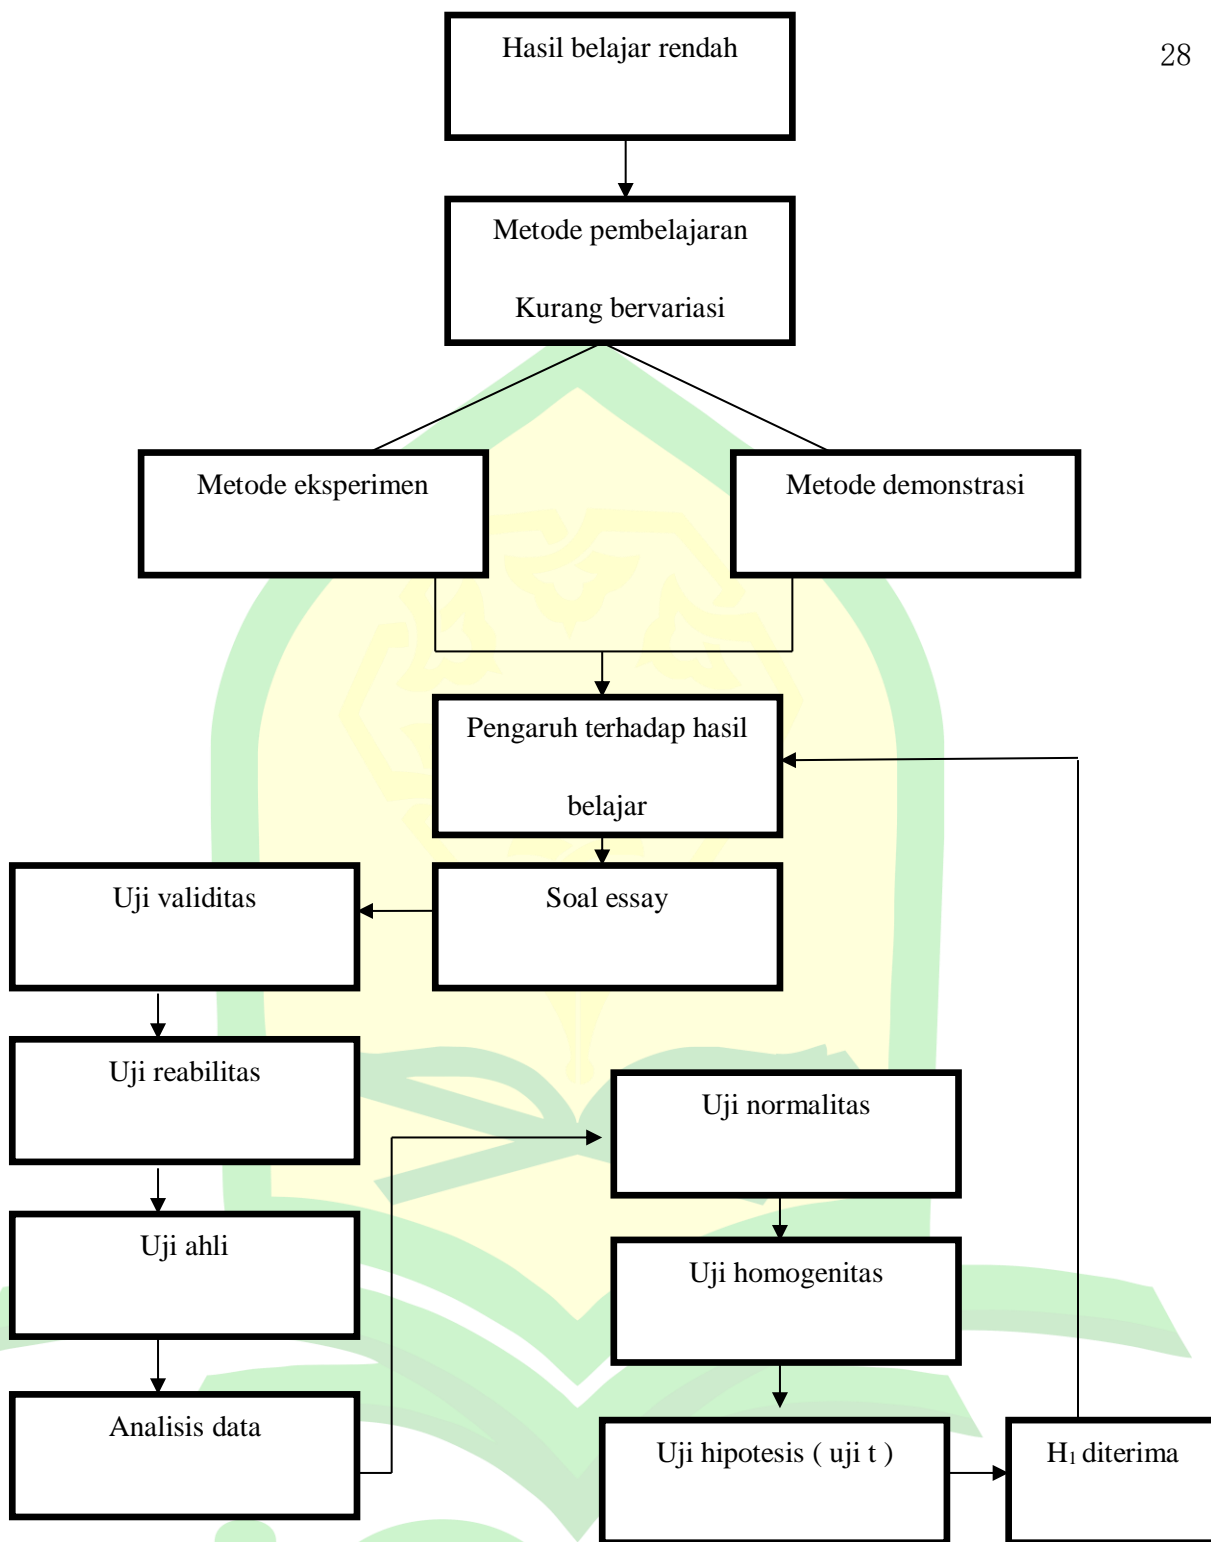 28
Hasil belajar rendah
Metode pembelajaran
Kurang bervariasi
Metode eksperimen
Metode demonstrasi
Pengaruh terhadap hasil
belajar
Soal essay
Uji validitas
Uji reabilitas
Uji ahli
Analisis data
Uji normalitas
Uji homogenitas
Uji hipotesis ( uji t )
H₁ diterima